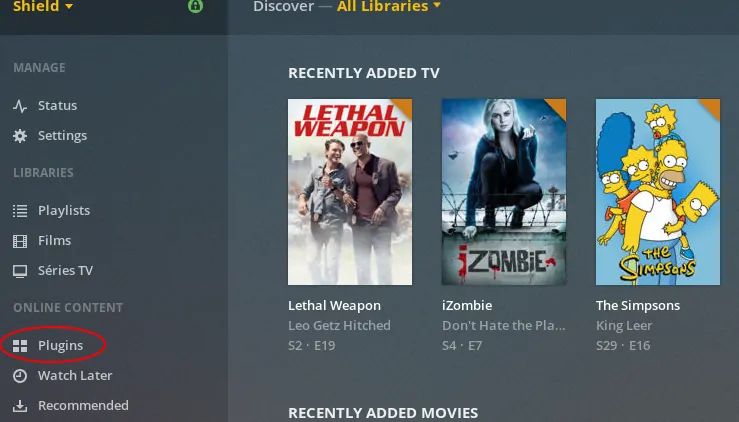 Shield
Discover — All Libraries
MANAGE
Status
Settings
LIBRARIES
Playlists
Films
Séries TV
ONLINE CONTENT
Plugins
Watch Later
Recommended
RECENTLY ADDED TV
LETHAL WEAPON
iZOMBIE
THE SIMPSONS
Lethal Weapon
Leo Getz Hitched
S2 · E19
iZombie
Don't Hate the Pla...
S4 · E7
The Simpsons
King Leer
S29 · E16
RECENTLY ADDED MOVIES